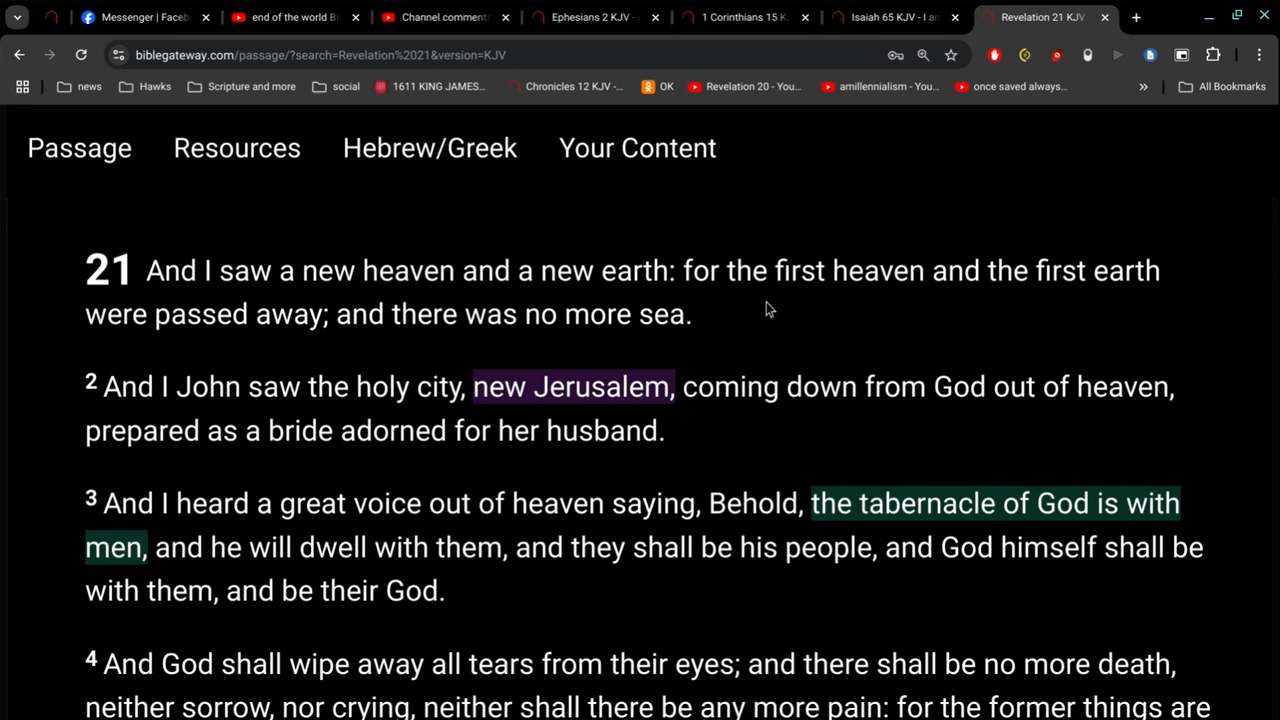 Messenger | Faceb
end of the world Bi
Channel comment
Ephesians 2 KJV - 
1 Corinthians 15 K
Isaiah 65 KJV - I an
Revelation 21 KJV
biblegateway.com/passage/?search=Revelation%2021&version=KJV
news
Hawks
Scripture and more
social
1611 KING JAMES...
Chronicles 12 KJV -...
OK
Revelation 20 - You...
amillennialism - You...
once saved always...
»
All Bookmarks
Passage Resources Hebrew/Greek Your Content
21 And I saw a new heaven and a new earth: for the first heaven and the first earth
were passed away; and there was no more sea.
2 And I John saw the holy city, new Jerusalem, coming down from God out of heaven,
prepared as a bride adorned for her husband.
3 And I heard a great voice out of heaven saying, Behold, the tabernacle of God is with
men, and he will dwell with them, and they shall be his people, and God himself shall be
with them, and be their God.
4 And God shall wipe away all tears from their eyes; and there shall be no more death,
neither sorrow, nor crying, neither shall there be any more pain: for the former things are